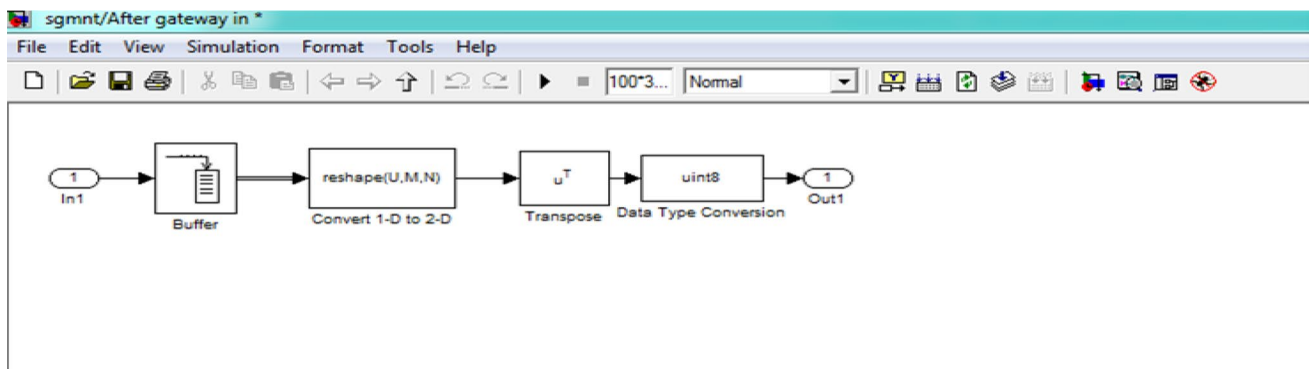 sgmnt/After gateway in *
File Edit View Simulation Format Tools Help
100*3... Normal
1 reshape(U,M,N) uᵀ uint8 1
In1 Buffer Convert 1-D to 2-D Transpose Data Type Conversion Out1